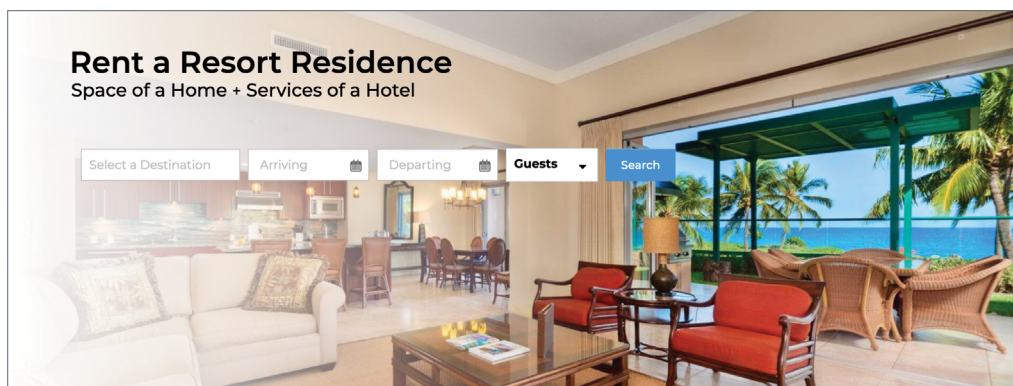 Rent a Resort Residence
Space of a Home + Services of a Hotel
Select a Destination
Arriving
Departing
Guests
Search